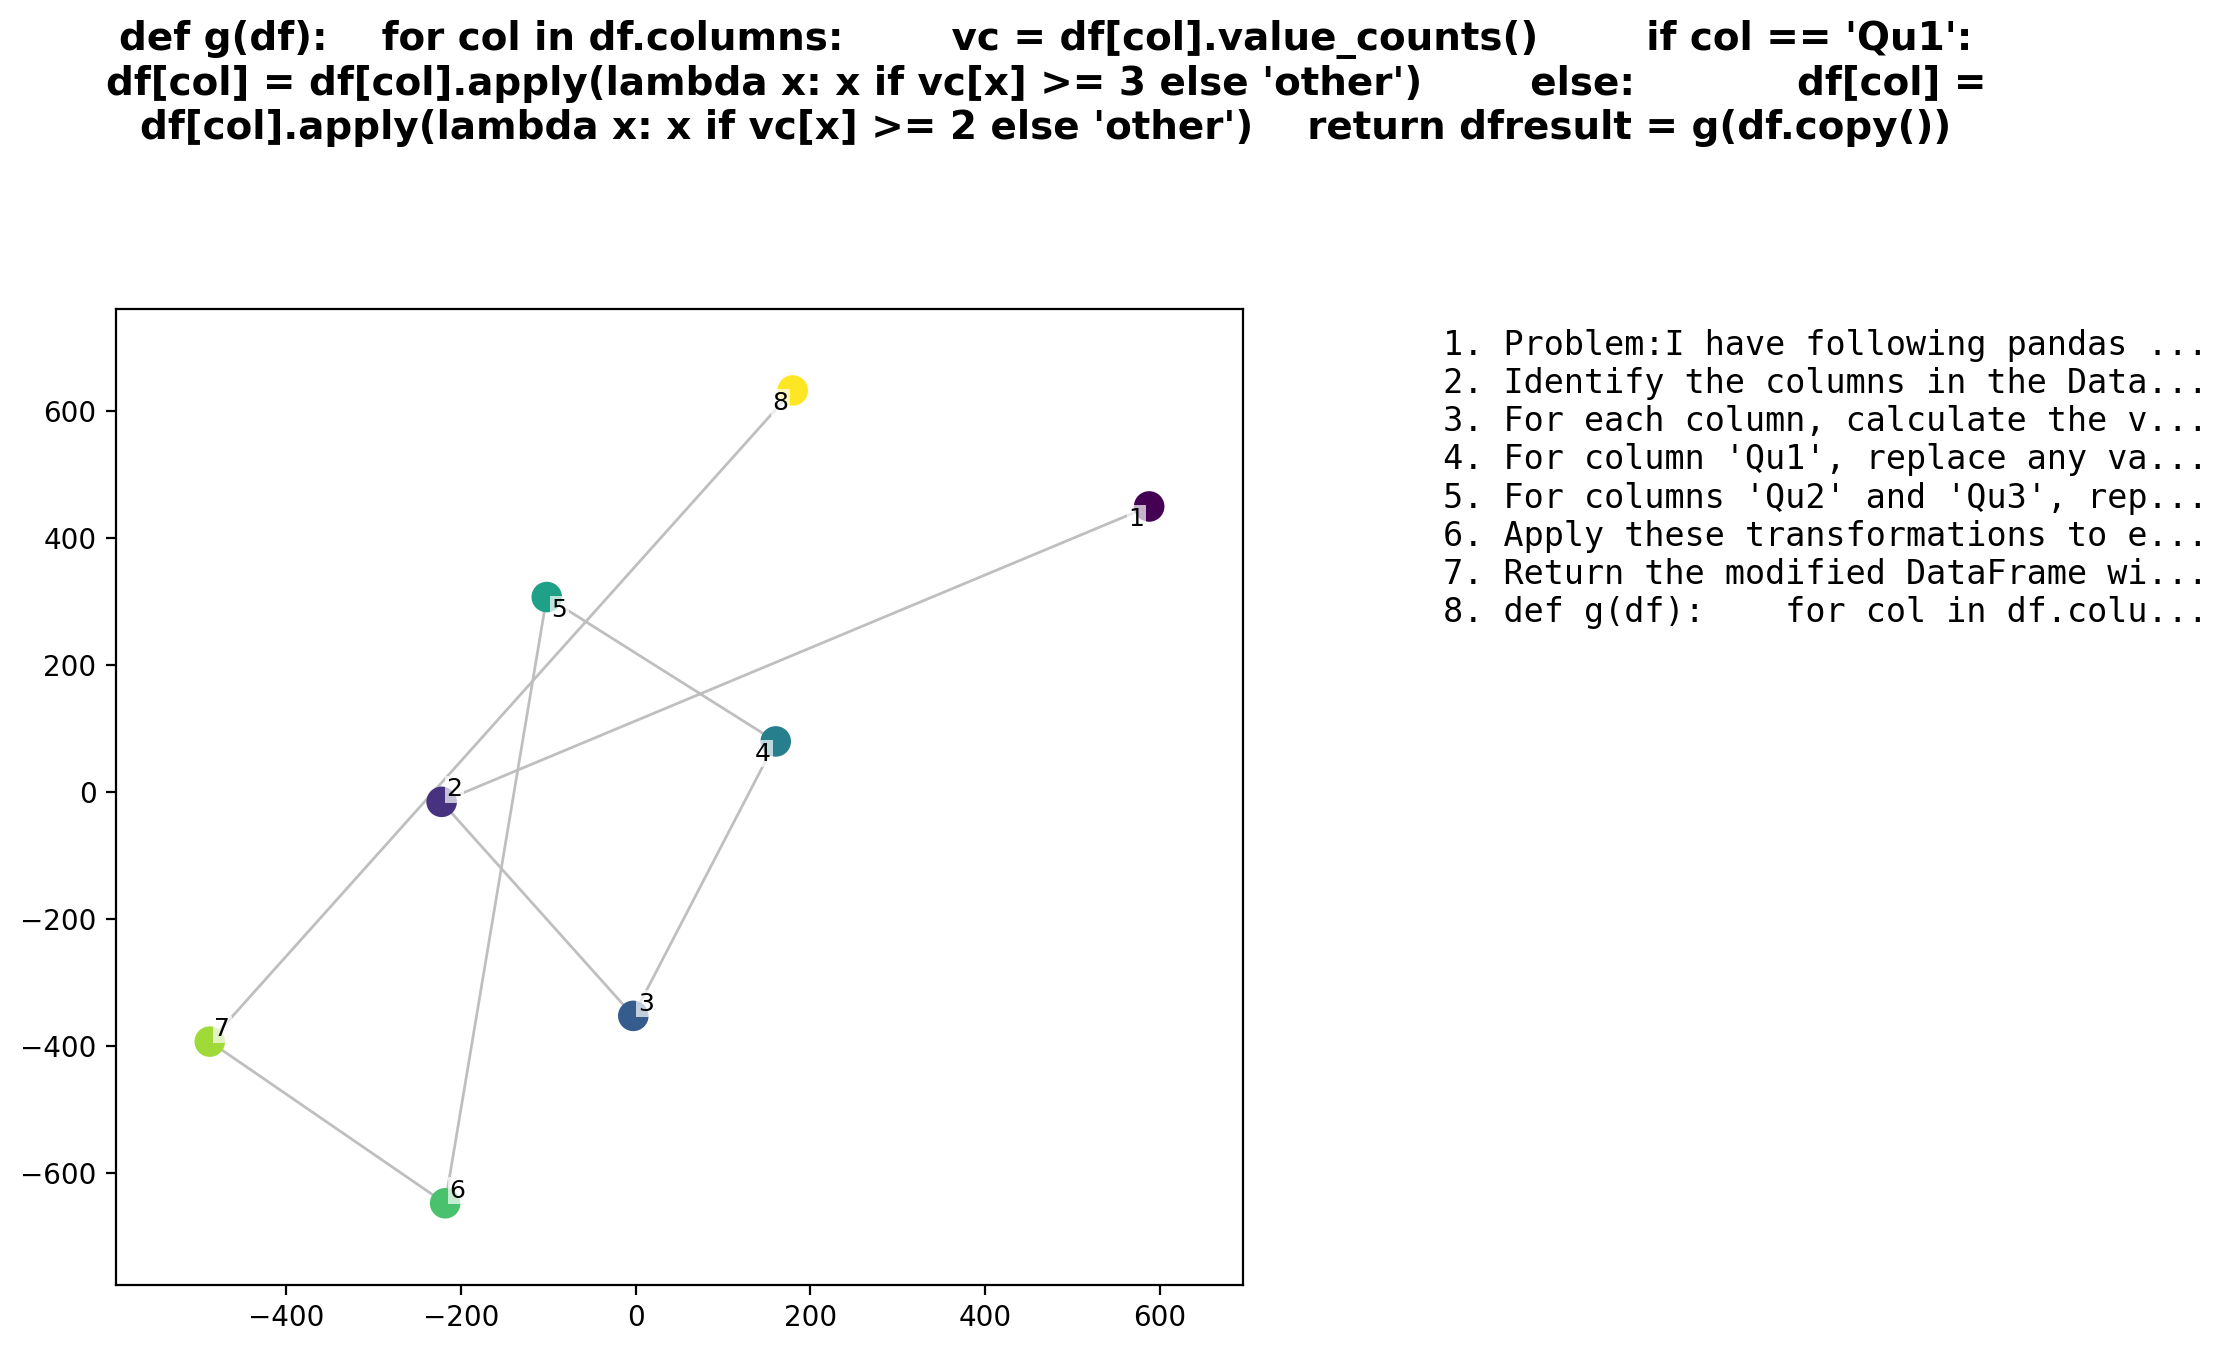 def g(df):    for col in df.columns:        vc = df[col].value_counts()        if col == 'Qu1':
df[col] = df[col].apply(lambda x: x if vc[x] >= 3 else 'other')        else:            df[col] =
df[col].apply(lambda x: x if vc[x] >= 2 else 'other')    return dfresult = g(df.copy())
1. Problem:I have following pandas ...
2. Identify the columns in the Data...
3. For each column, calculate the v...
4. For column 'Qu1', replace any va...
5. For columns 'Qu2' and 'Qu3', rep...
6. Apply these transformations to e...
7. Return the modified DataFrame wi...
8. def g(df):    for col in df.colu...
600
400
200
0
−200
−400
−600
8
1
5
4
2
3
7
6
−400 −200 0 200 400 600